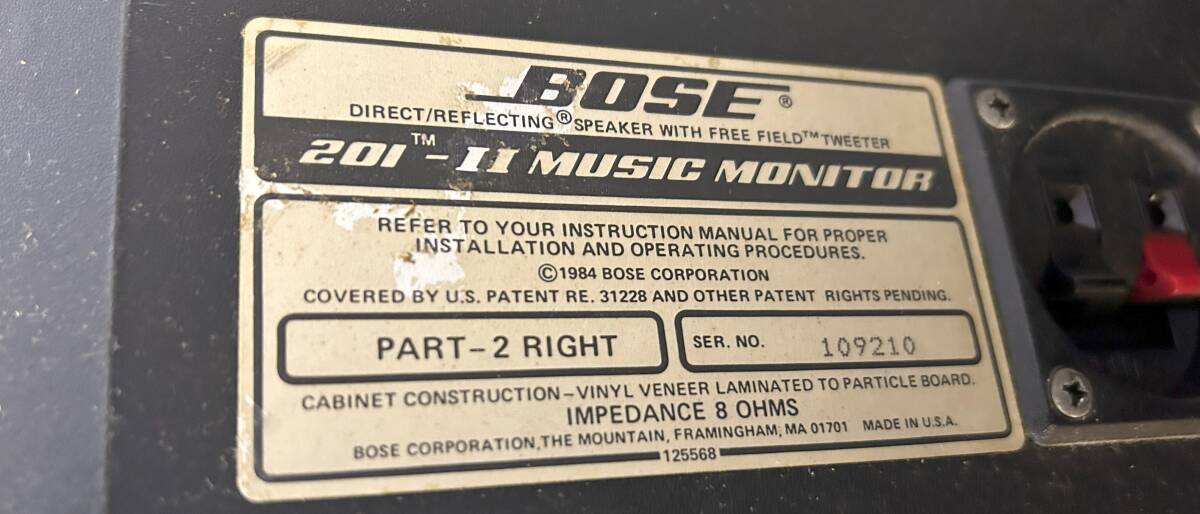 BOSE®
DIRECT/REFLECTING® SPEAKER WITH FREE FIELD™ TWEETER
201™-II MUSIC MONITOR
REFER TO YOUR INSTRUCTION MANUAL FOR PROPER
INSTALLATION AND OPERATING PROCEDURES.
©1984 BOSE CORPORATION
COVERED BY U.S. PATENT RE. 31228 AND OTHER PATENT RIGHTS PENDING.
PART-2 RIGHT
SER. NO. 109210
CABINET CONSTRUCTION-VINYL VENEER LAMINATED TO PARTICLE BOARD.
IMPEDANCE 8 OHMS
BOSE CORPORATION, THE MOUNTAIN, FRAMINGHAM, MA 01701 MADE IN U.S.A.
125568